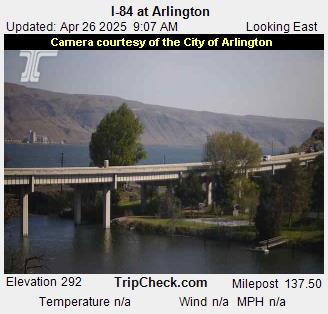 I-84 at Arlington
Updated: Apr 26 2025 9:07 AM Looking East
Camera courtesy of the City of Arlington
Elevation 292 TripCheck.com Milepost 137.50
Temperature n/a Wind n/a MPH n/a